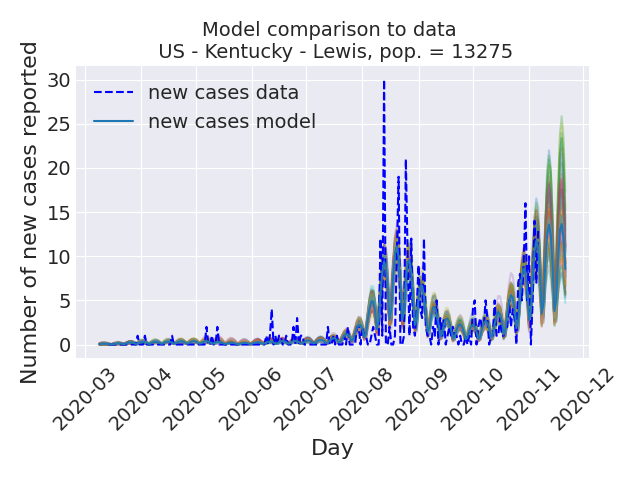 Model comparison to data
US - Kentucky - Lewis, pop. = 13275
Number of new cases reported
30
25
20
15
10
5
0
new cases data
new cases model
2020-03
2020-04
2020-05
2020-06
2020-07
2020-08
2020-09
2020-10
2020-11
2020-12
Day